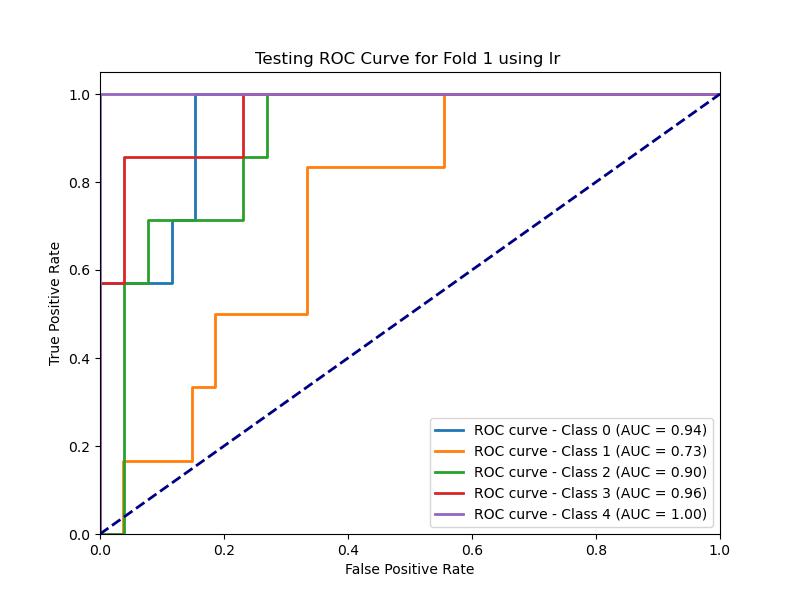 Testing ROC Curve for Fold 1 using lr
True Positive Rate
1.0
0.8
0.6
0.4
0.2
0.0
ROC curve - Class 0 (AUC = 0.94)
ROC curve - Class 1 (AUC = 0.73)
ROC curve - Class 2 (AUC = 0.90)
ROC curve - Class 3 (AUC = 0.96)
ROC curve - Class 4 (AUC = 1.00)
0.0 0.2 0.4 0.6 0.8 1.0
False Positive Rate